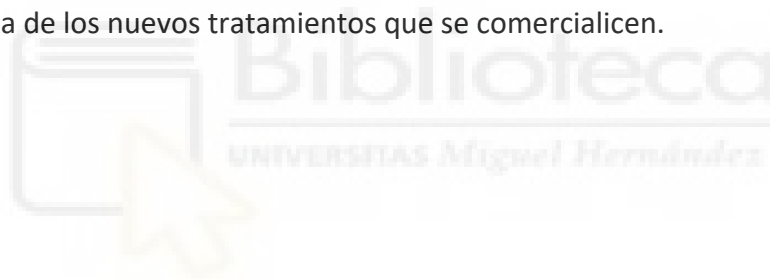 a de los nuevos tratamientos que se comercialicen.
Biblioteca
UNIVERSITAS Miguel Hernández